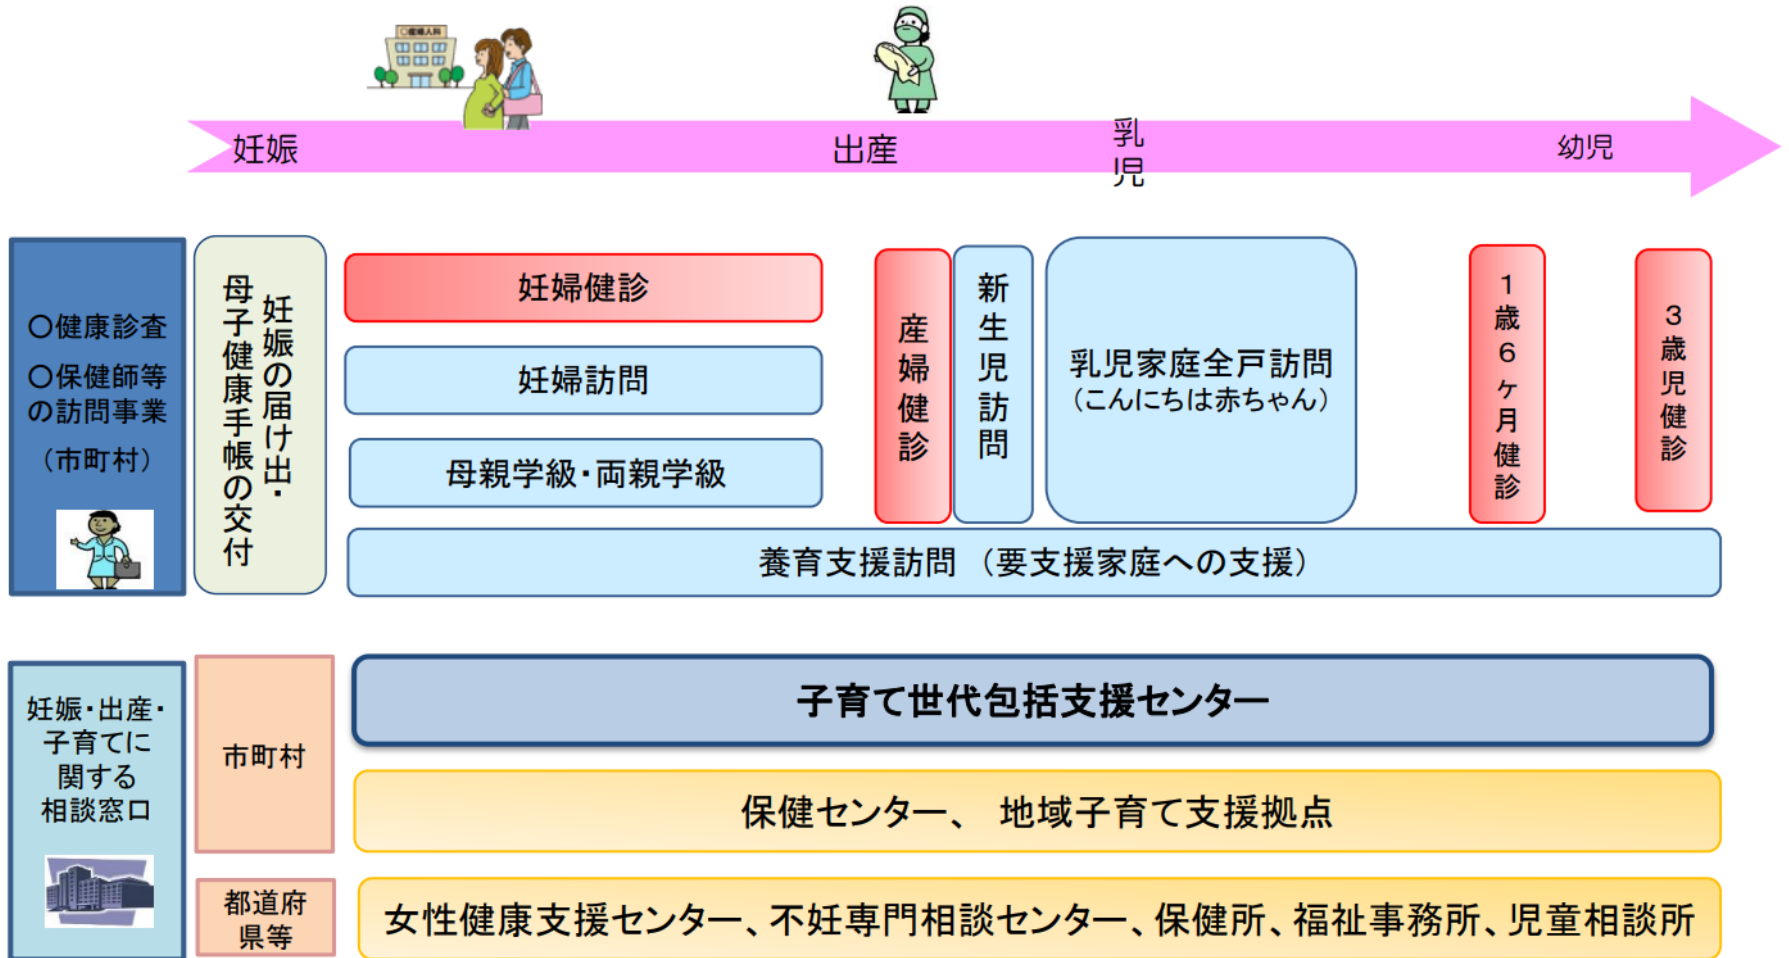 〇産婦人科
妊娠
出産
乳
児
幼児
〇健康診査
〇保健師等
の訪問事業
（市町村）
妊娠の届け出・
母子健康手帳の交付
妊婦健診
妊婦訪問
母親学級・両親学級
産婦健診
新生児訪問
乳児家庭全戸訪問
（こんにちは赤ちゃん）
１歳６ヶ月健診
３歳児健診
養育支援訪問 （要支援家庭への支援）
妊娠・出産・
子育てに
関する
相談窓口
市町村
子育て世代包括支援センター
保健センター、 地域子育て支援拠点
都道府
県等
女性健康支援センター、不妊専門相談センター、保健所、福祉事務所、児童相談所